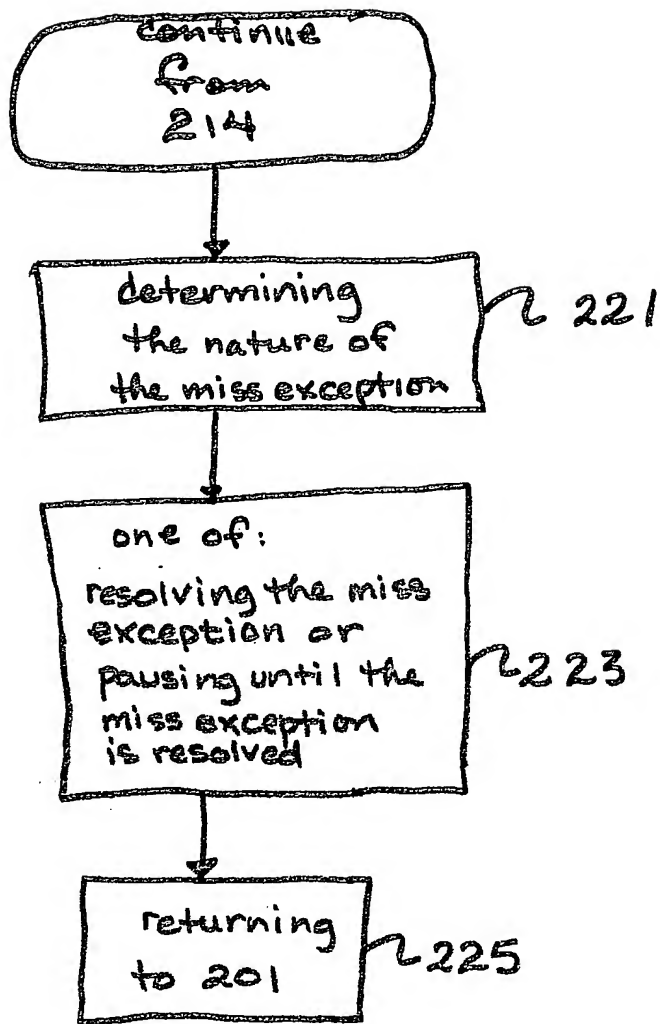 continue
from
214
determining
the nature of
the miss exception
221
one of:
resolving the miss
exception or
pausing until the
miss exception
is resolved
223
returning
to 201
225